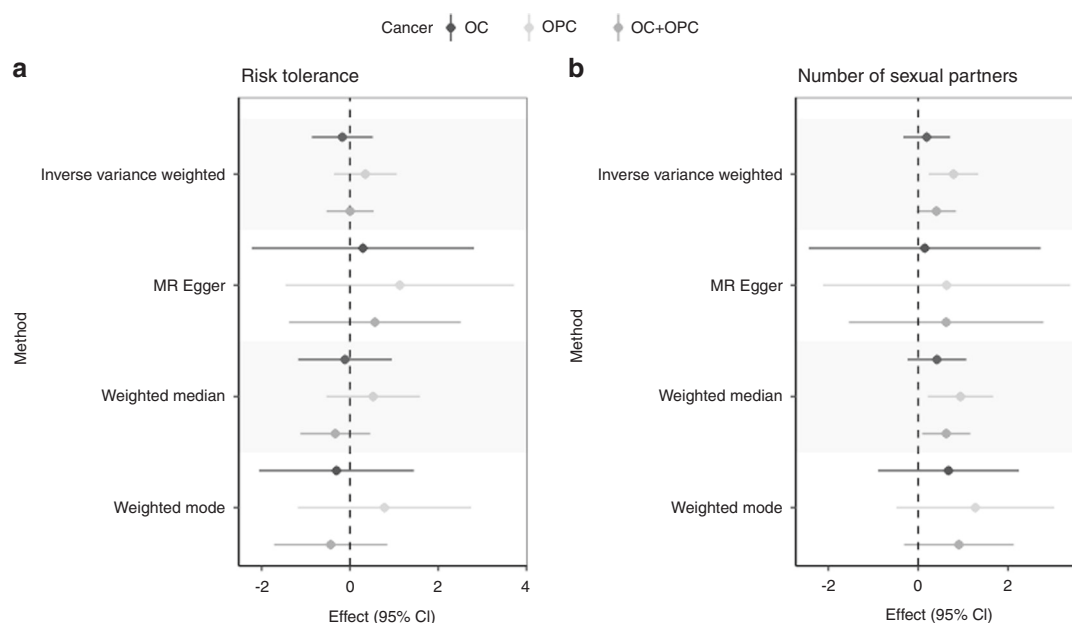 Cancer OC OPC OC+OPC
a
Risk tolerance
Inverse variance weighted
MR Egger
Weighted median
Weighted mode
Method
-2 0 2 4
Effect (95% CI)
b
Number of sexual partners
Inverse variance weighted
MR Egger
Weighted median
Weighted mode
Method
-2 0 2
Effect (95% CI)